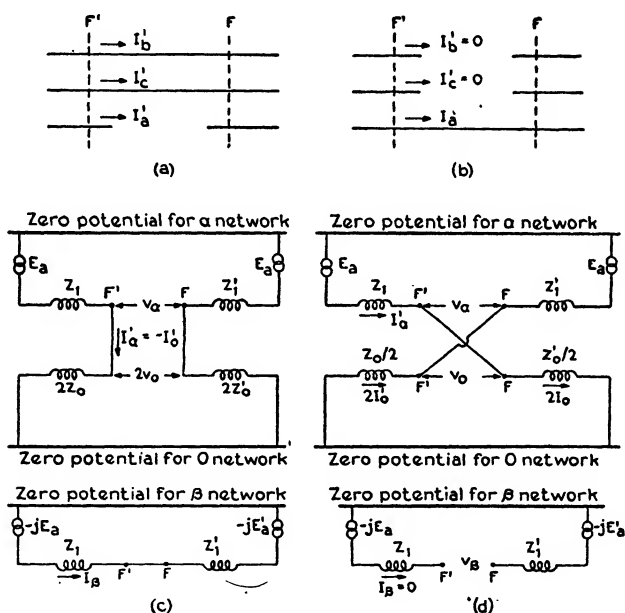 F' F
I'b
I'c
I'a
(a)
F' F
I'b = 0
I'c = 0
I'a
(b)
Zero potential for α network
Ea Ea
Z1 F' Vα F Z'1
I'α = -I'0
2v0
2Z0 2Z'0
Zero potential for 0 network
Zero potential for β network
-jEa -jE'a
Z1 Z'1
Iβ F' F
(c)
Zero potential for α network
Ea Ea
Z1 F' Vα F Z'1
I'α
Z0/2 Z'0/2
2I'0 F' V0 F 2I0
Zero potential for 0 network
Zero potential for β network
-jEa -jE'a
Z1 Vβ Z'1
Iβ = 0 F' F
(d)